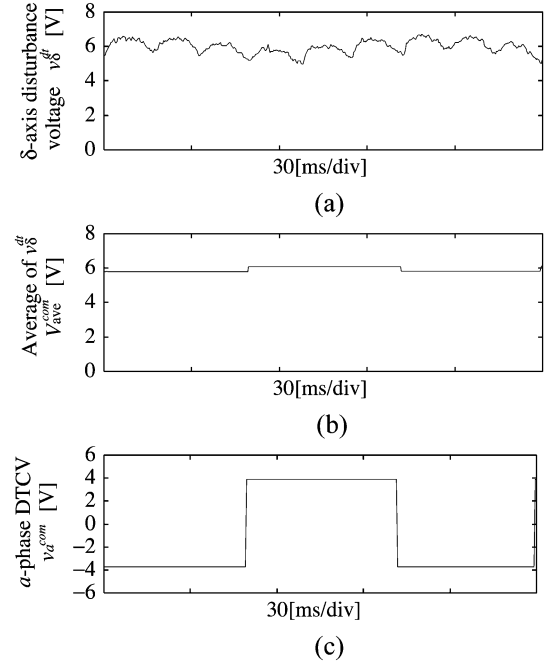 δ-axis disturbance
voltage vδ^dt [V]
8
6
4
2
0
30[ms/div]
(a)
Average of vδ^dt
V_ave^com [V]
8
6
4
2
0
30[ms/div]
(b)
a-phase DTCV
v_a^com [V]
6
4
2
0
−2
−4
−6
30[ms/div]
(c)